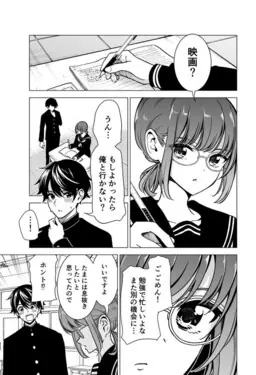 映画？
うん…
もしよかったら
俺と行かない？
…！
ごごめん！
勉強で忙しいよな
また別の機会に…
いいですよ
たまには息抜き
したいと
思ってたので
ホント!?